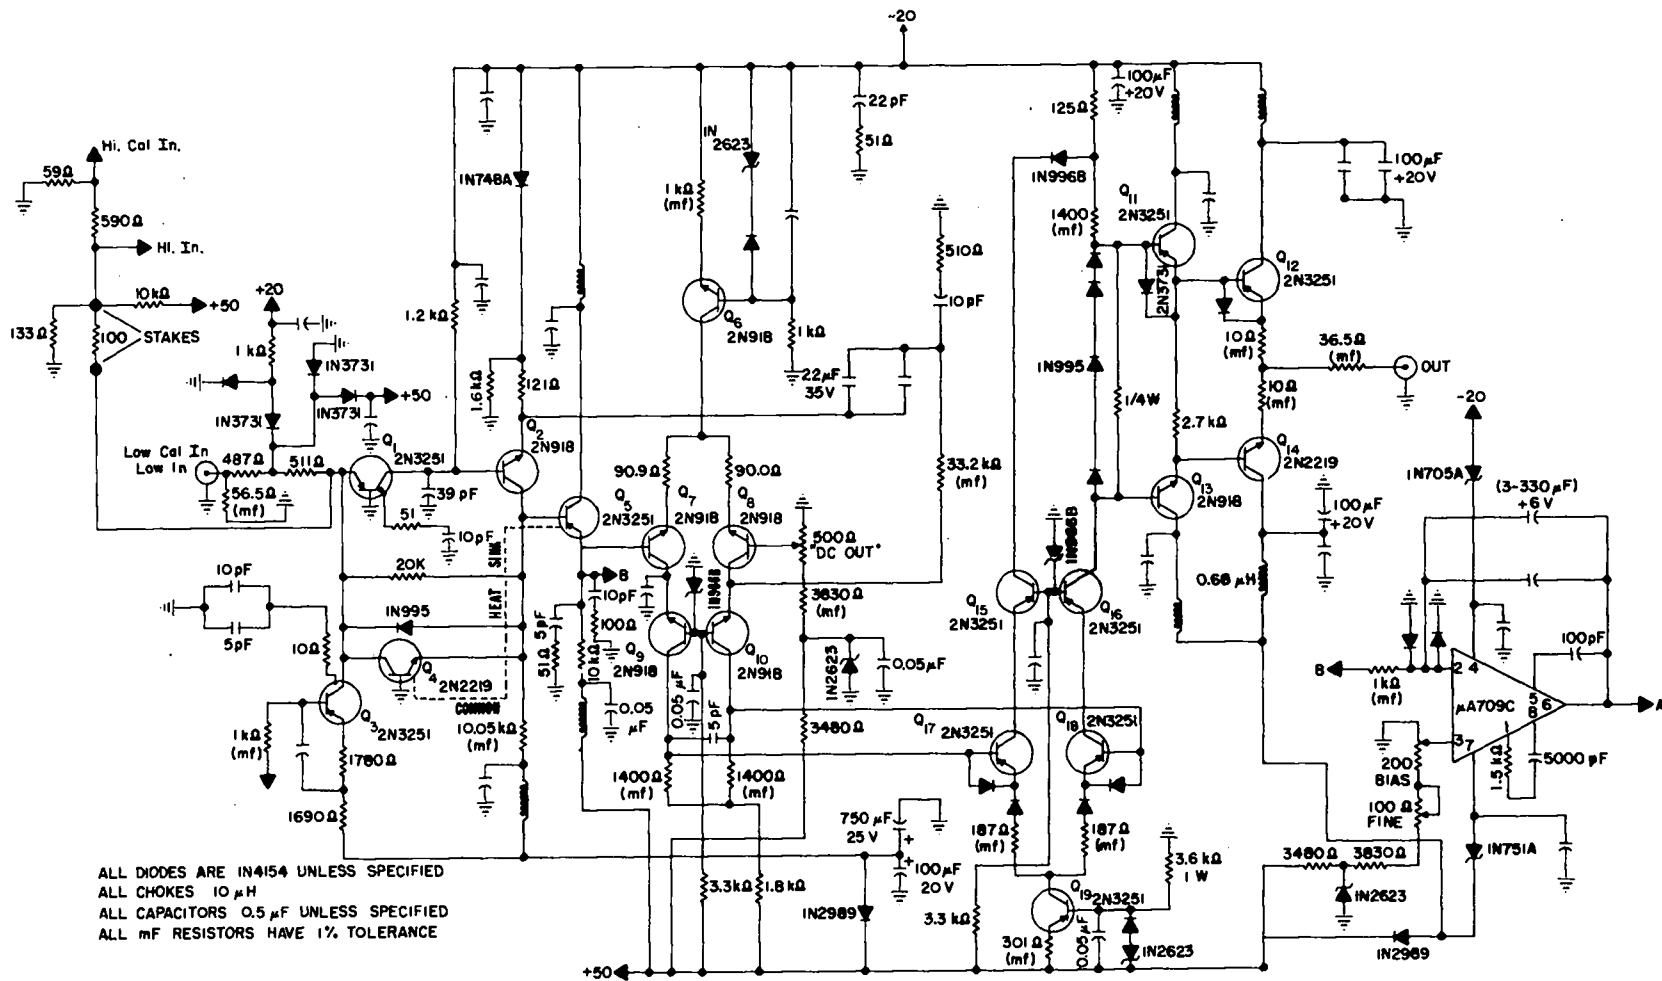 -20
Hi. Cal In.
59Ω
590Ω
HI. In.
10kΩ
+50
133Ω
100
STAKES
+20
1kΩ
1N3731
1N3731
1N3731
+50
Low Cal In
Low In
487Ω
511Ω
56.5Ω
(mf)
Q1
2N3251
39pF
51
10pF
20K
1N995
Q4
2N2219
10pF
5pF
10Ω
Q3
2N3251
1kΩ
(mf)
1780Ω
1690Ω
1N748A
1.2kΩ
1.6kΩ
121Ω
Q2
2N918
Q5
2N3251
HEAT SINK
COMMON
10.05kΩ
(mf)
B
10pF
100Ω
5pF
51Ω
10kΩ
0.05
μF
1N
2623
1kΩ
(mf)
Q6
2N918
1kΩ
22pF
51Ω
510Ω
10pF
22μF
35V
90.9Ω
90.0Ω
33.2kΩ
(mf)
Q7
2N918
Q8
2N918
500Ω
"DC OUT"
3830Ω
(mf)
1N2623
0.05μF
3480Ω
1N968B
Q9
2N918
Q10
2N918
0.05μF
5pF
1400Ω
(mf)
1400Ω
(mf)
750μF
25V
100μF
20V
3.3kΩ
1.8kΩ
1N2989
+50
125Ω
100μF
+20V
1N996B
1400
(mf)
Q11
2N3251
2N3731
1N995
1/4W
2.7kΩ
Q12
2N3251
10Ω
(mf)
36.5Ω
(mf)
OUT
10Ω
(mf)
Q14
2N2219
Q13
2N918
100μF
+20V
100μF
+20V
0.68μH
Q15
2N3251
Q16
2N3251
Q17
2N3251
Q18
2N3251
187Ω
(mf)
187Ω
(mf)
3.3kΩ
Q19
2N3251
301Ω
(mf)
0.05μF
1N2623
3.6kΩ
1W
-20
1N705A
(3-330μF)
+6V
100pF
B
1kΩ
(mf)
2
4
μA709C
5
8
6
3
7
A
200
BIAS
100Ω
FINE
1.5kΩ
5000pF
1N751A
3480Ω
3830Ω
1N2623
1N2989
ALL DIODES ARE IN4154 UNLESS SPECIFIED
ALL CHOKES 10μH
ALL CAPACITORS 0.5μF UNLESS SPECIFIED
ALL mF RESISTORS HAVE 1% TOLERANCE